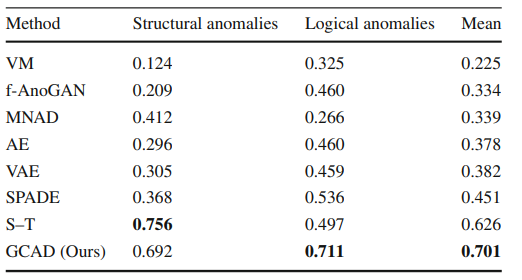 Method Structural anomalies Logical anomalies Mean
VM 0.124 0.325 0.225
f-AnoGAN 0.209 0.460 0.334
MNAD 0.412 0.266 0.339
AE 0.296 0.460 0.378
VAE 0.305 0.459 0.382
SPADE 0.368 0.536 0.451
S–T 0.756 0.497 0.626
GCAD (Ours) 0.692 0.711 0.701